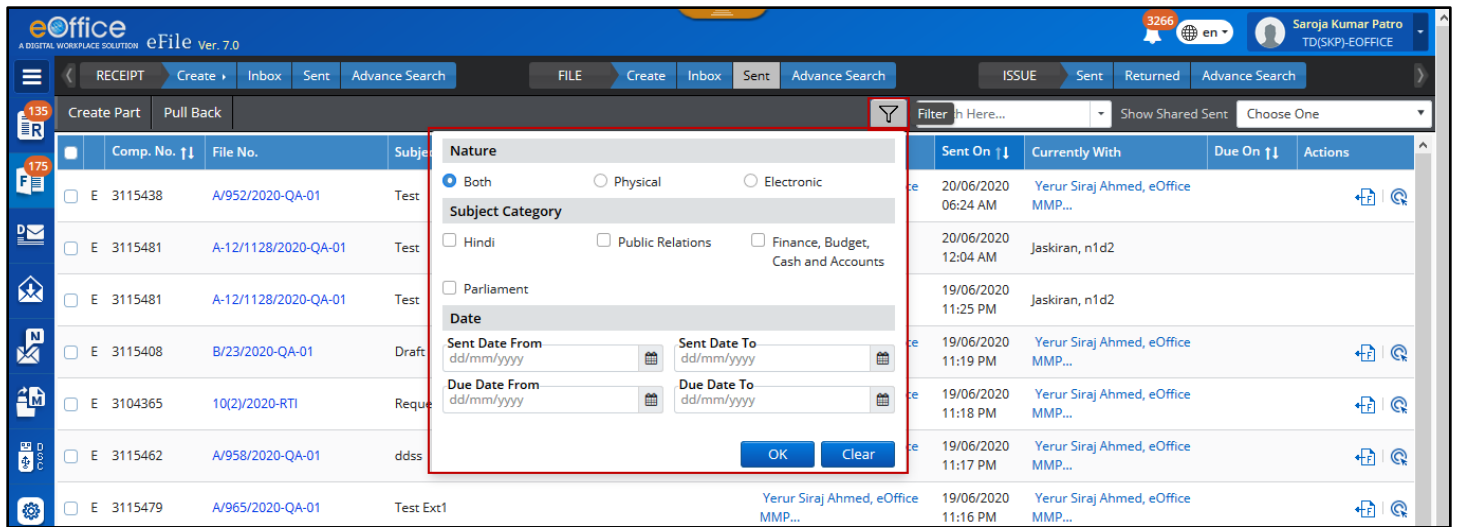 eOffice
A DIGITAL WORKPLACE SOLUTION eFile Ver. 7.0
3266
en
Saroja Kumar Patro
TD(SKP)-EOFFICE
RECEIPT Create Inbox Sent Advance Search FILE Create Inbox Sent Advance Search ISSUE Sent Returned Advance Search
135
R
Create Part Pull Back Filter h Here... Show Shared Sent Choose One
Comp. No. File No. Subje Sent On Currently With Due On Actions
175
F
Nature
Both Physical Electronic
E 3115438 A/952/2020-QA-01 Test ce 20/06/2020 06:24 AM Yerur Siraj Ahmed, eOffice MMP...
Subject Category
Hindi Public Relations Finance, Budget, Cash and Accounts
E 3115481 A-12/1128/2020-QA-01 Test 20/06/2020 12:04 AM Jaskiran, n1d2
D
Parliament
E 3115481 A-12/1128/2020-QA-01 Test 19/06/2020 11:25 PM Jaskiran, n1d2
Date
Sent Date From Sent Date To
dd/mm/yyyy dd/mm/yyyy
N
E 3115408 B/23/2020-QA-01 Draft ce 19/06/2020 11:19 PM Yerur Siraj Ahmed, eOffice MMP...
Due Date From Due Date To
dd/mm/yyyy dd/mm/yyyy
M
E 3104365 10(2)/2020-RTI Reque ce 19/06/2020 11:18 PM Yerur Siraj Ahmed, eOffice MMP...
OK Clear
DSC
E 3115462 A/958/2020-QA-01 ddss ce 19/06/2020 11:17 PM Yerur Siraj Ahmed, eOffice MMP...
E 3115479 A/965/2020-QA-01 Test Ext1 Yerur Siraj Ahmed, eOffice MMP... 19/06/2020 11:16 PM Yerur Siraj Ahmed, eOffice MMP...